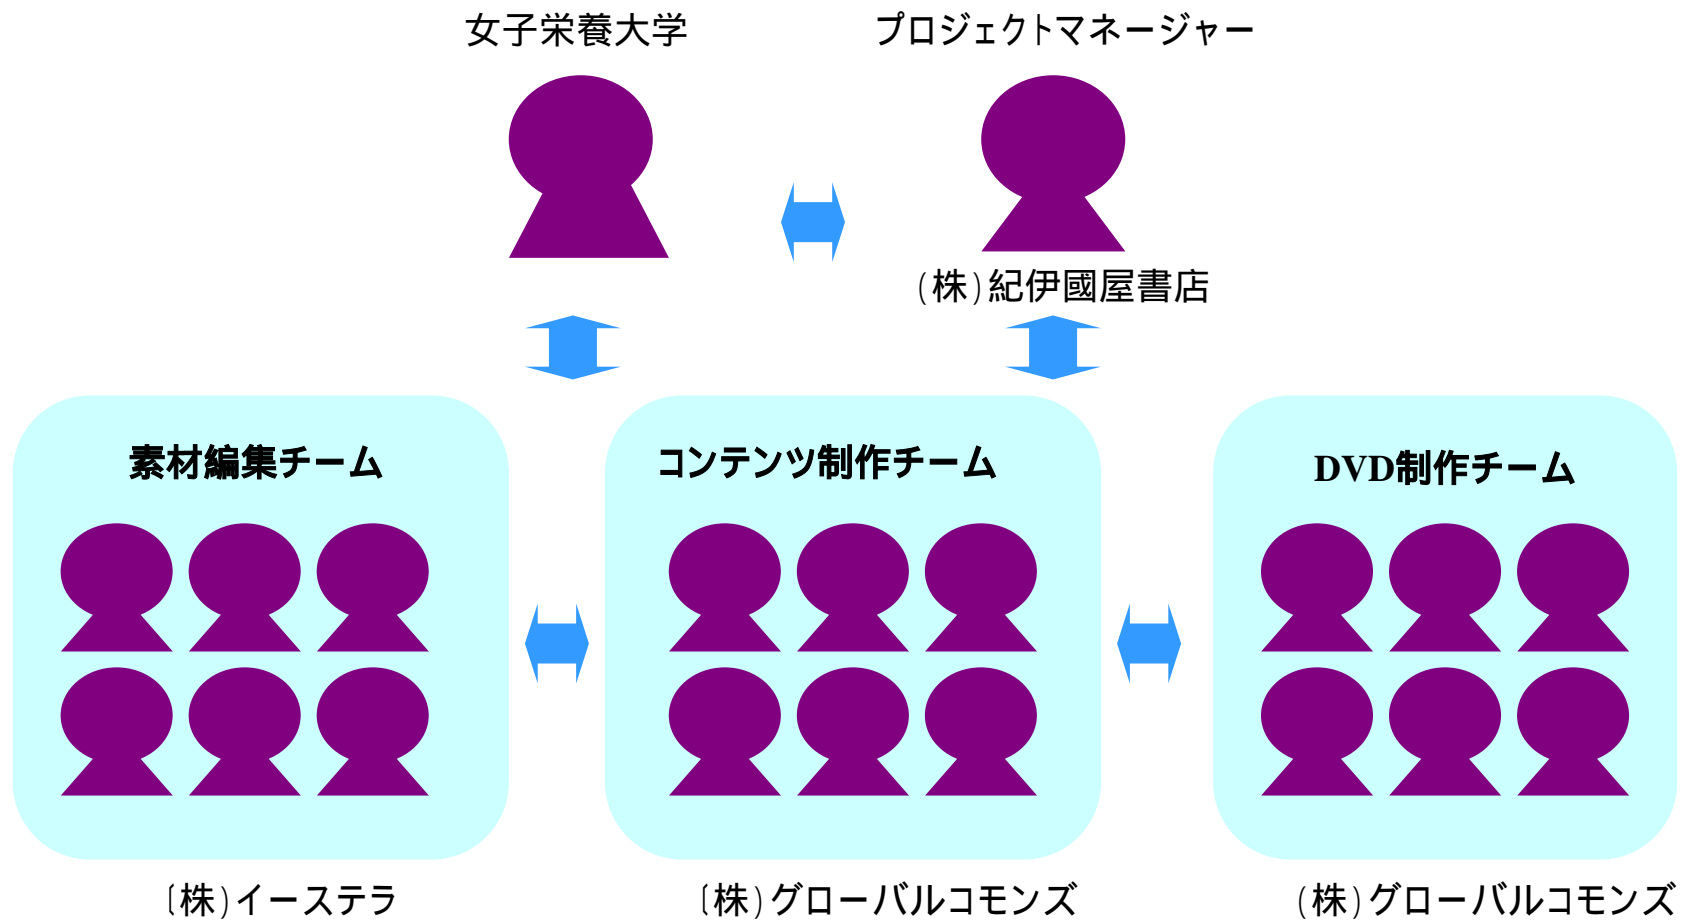 女子栄養大学
プロジェクトマネージャー
(株)紀伊國屋書店
素材編集チーム
コンテンツ制作チーム
DVD制作チーム
(株)イーステラ
(株)グローバルコモンズ
(株)グローバルコモンズ